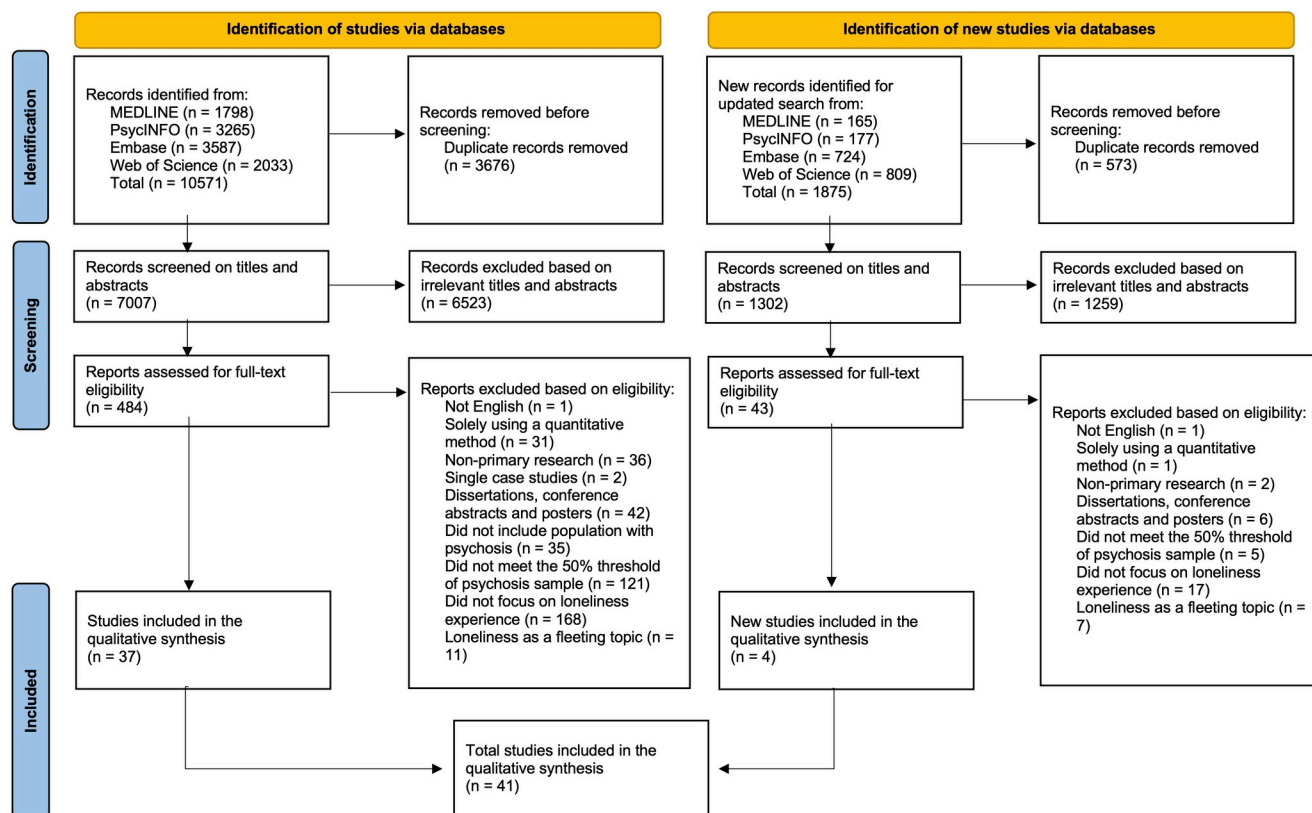 Identification of studies via databases
Identification of new studies via databases
Identification
Records identified from:
MEDLINE (n = 1798)
PsycINFO (n = 3265)
Embase (n = 3587)
Web of Science (n = 2033)
Total (n = 10571)
Records removed before
screening:
Duplicate records removed
(n = 3676)
New records identified for
updated search from:
MEDLINE (n = 165)
PsycINFO (n = 177)
Embase (n = 724)
Web of Science (n = 809)
Total (n = 1875)
Records removed before
screening:
Duplicate records removed
(n = 573)
Screening
Records screened on titles and
abstracts
(n = 7007)
Records excluded based on
irrelevant titles and abstracts
(n = 6523)
Records screened on titles and
abstracts
(n = 1302)
Records excluded based on
irrelevant titles and abstracts
(n = 1259)
Reports assessed for full-text
eligibility
(n = 484)
Reports excluded based on eligibility:
Not English (n = 1)
Solely using a quantitative
method (n = 31)
Non-primary research (n = 36)
Single case studies (n = 2)
Dissertations, conference
abstracts and posters (n = 42)
Did not include population with
psychosis (n = 35)
Did not meet the 50% threshold
of psychosis sample (n = 121)
Did not focus on loneliness
experience (n = 168)
Loneliness as a fleeting topic (n =
11)
Reports assessed for full-text
eligibility
(n = 43)
Reports excluded based on eligibility:
Not English (n = 1)
Solely using a quantitative
method (n = 1)
Non-primary research (n = 2)
Dissertations, conference
abstracts and posters (n = 6)
Did not meet the 50% threshold
of psychosis sample (n = 5)
Did not focus on loneliness
experience (n = 17)
Loneliness as a fleeting topic (n =
7)
Included
Studies included in the
qualitative synthesis
(n = 37)
New studies included in the
qualitative synthesis
(n = 4)
Total studies included in the
qualitative synthesis
(n = 41)